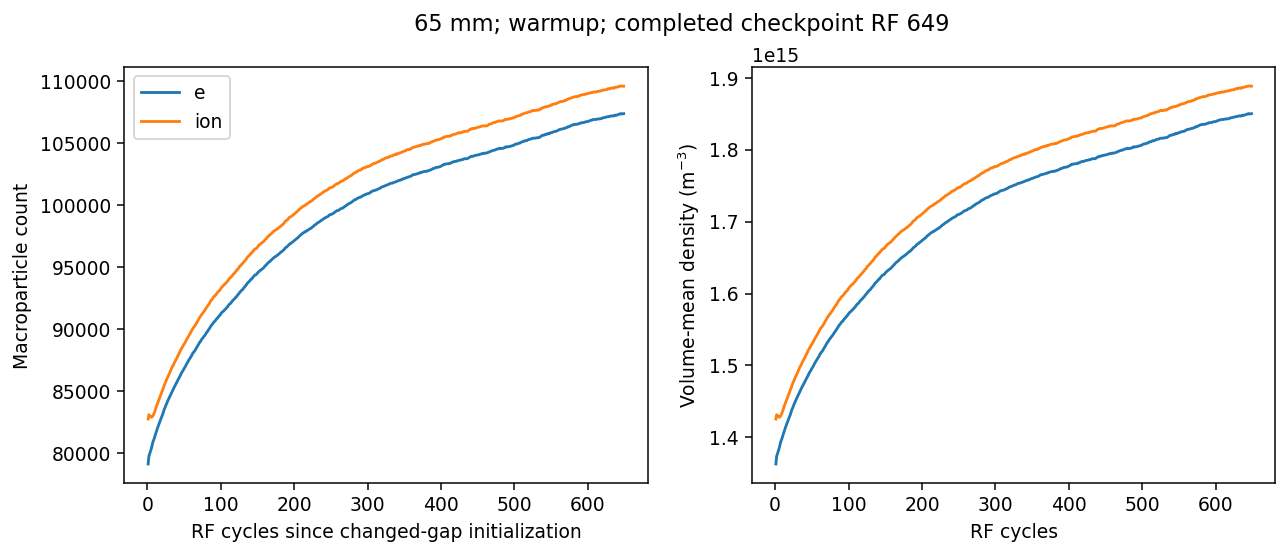 65 mm; warmup; completed checkpoint RF 649
Macroparticle count
110000
105000
100000
95000
90000
85000
80000
e
ion
0 100 200 300 400 500 600
RF cycles since changed-gap initialization
1e15
Volume-mean density (m⁻³)
1.9
1.8
1.7
1.6
1.5
1.4
0 100 200 300 400 500 600
RF cycles